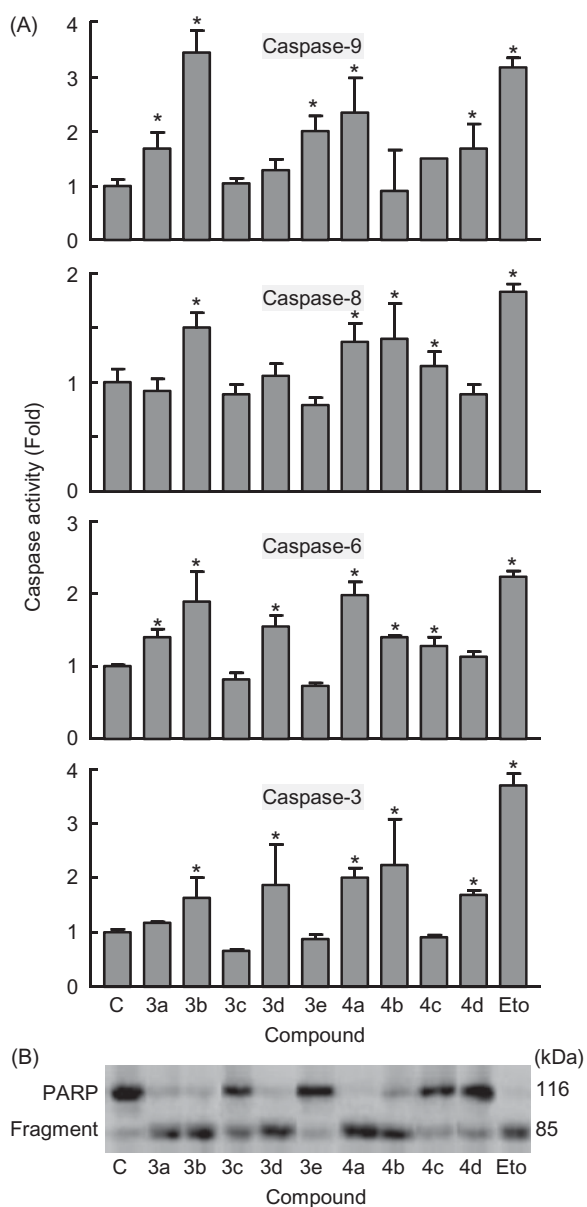 (A)
Caspase activity (Fold)
4
3
2
1
0
Caspase-9
* * * * * *
2
1
0
Caspase-8
* * * * *
3
2
1
0
Caspase-6
* * * * * * *
4
3
2
1
0
Caspase-3
* * * * * *
C 3a 3b 3c 3d 3e 4a 4b 4c 4d Eto
Compound
(B) (kDa)
PARP 116
Fragment 85
C 3a 3b 3c 3d 3e 4a 4b 4c 4d Eto
Compound